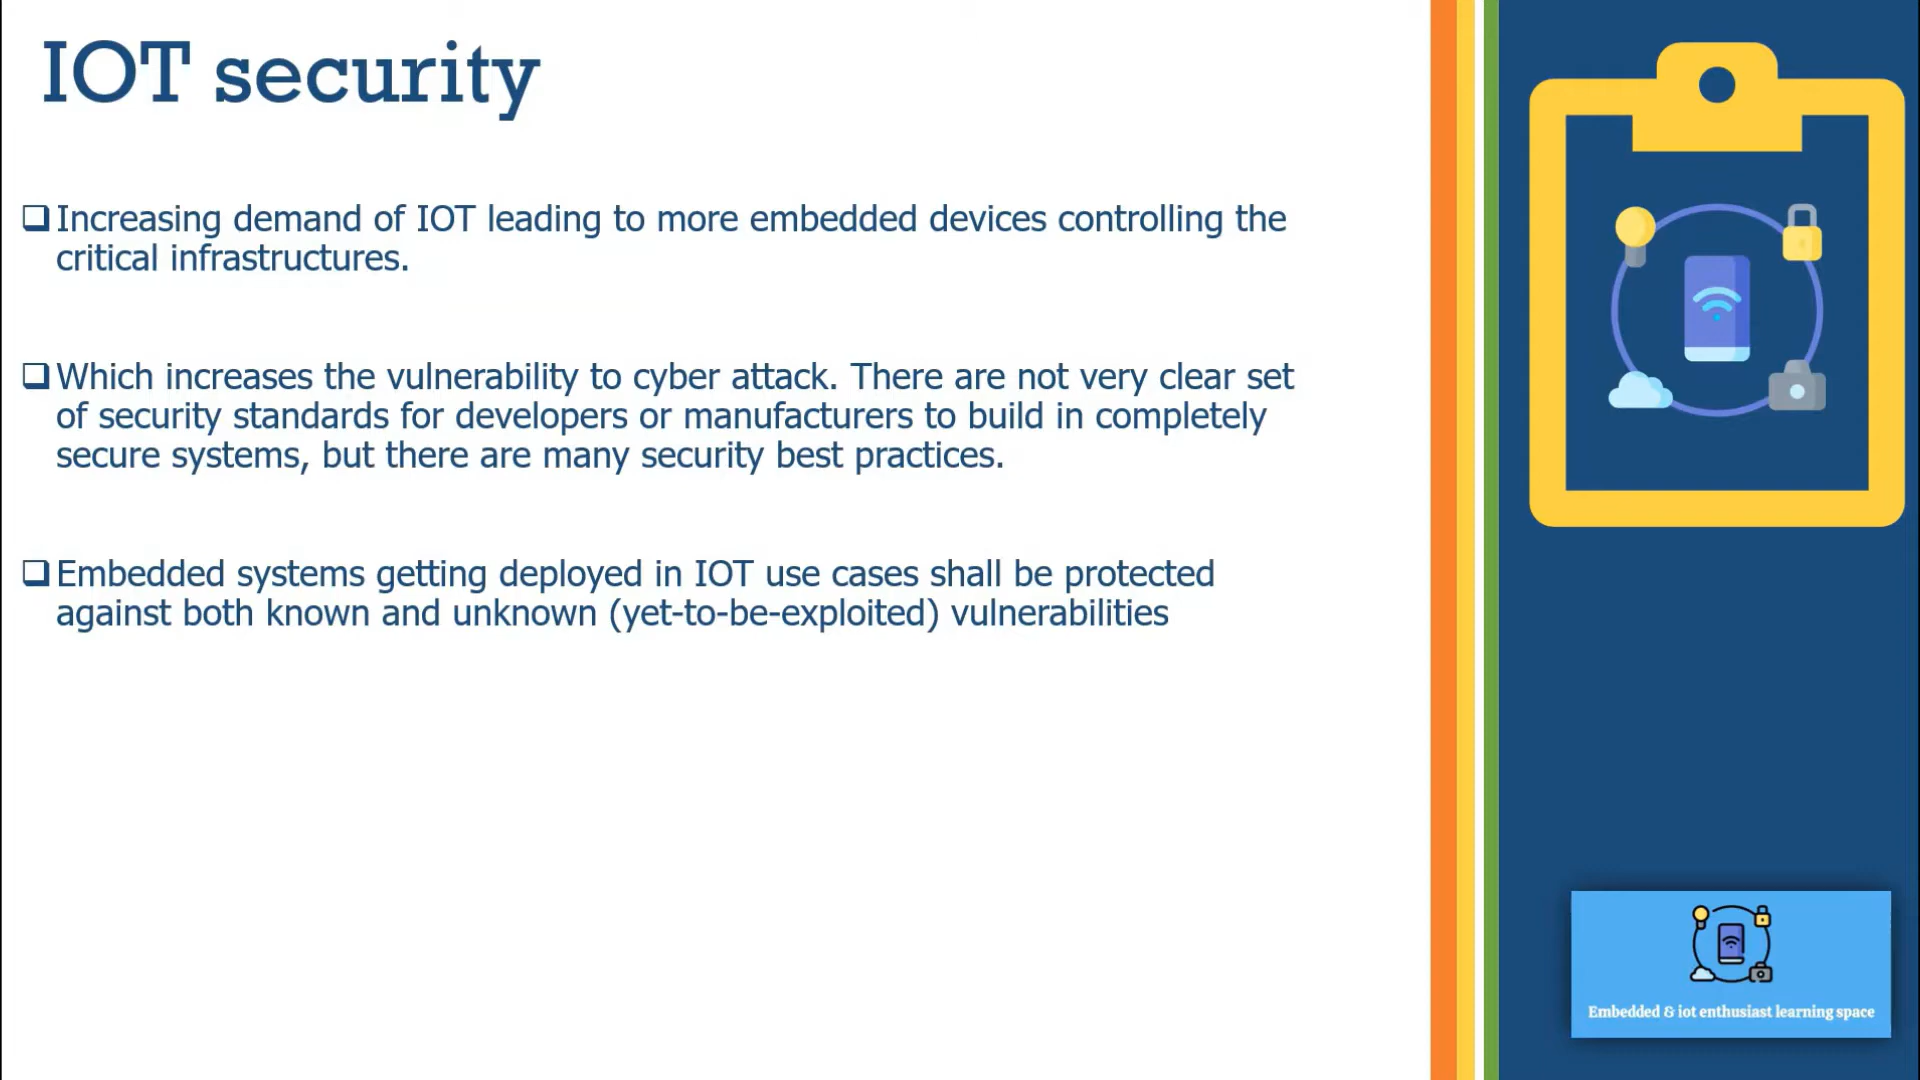 IOT security
Increasing demand of IOT leading to more embedded devices controlling the
critical infrastructures.
Which increases the vulnerability to cyber attack. There are not very clear set
of security standards for developers or manufacturers to build in completely
secure systems, but there are many security best practices.
Embedded systems getting deployed in IOT use cases shall be protected
against both known and unknown (yet-to-be-exploited) vulnerabilities
Embedded & iot enthusiast learning space